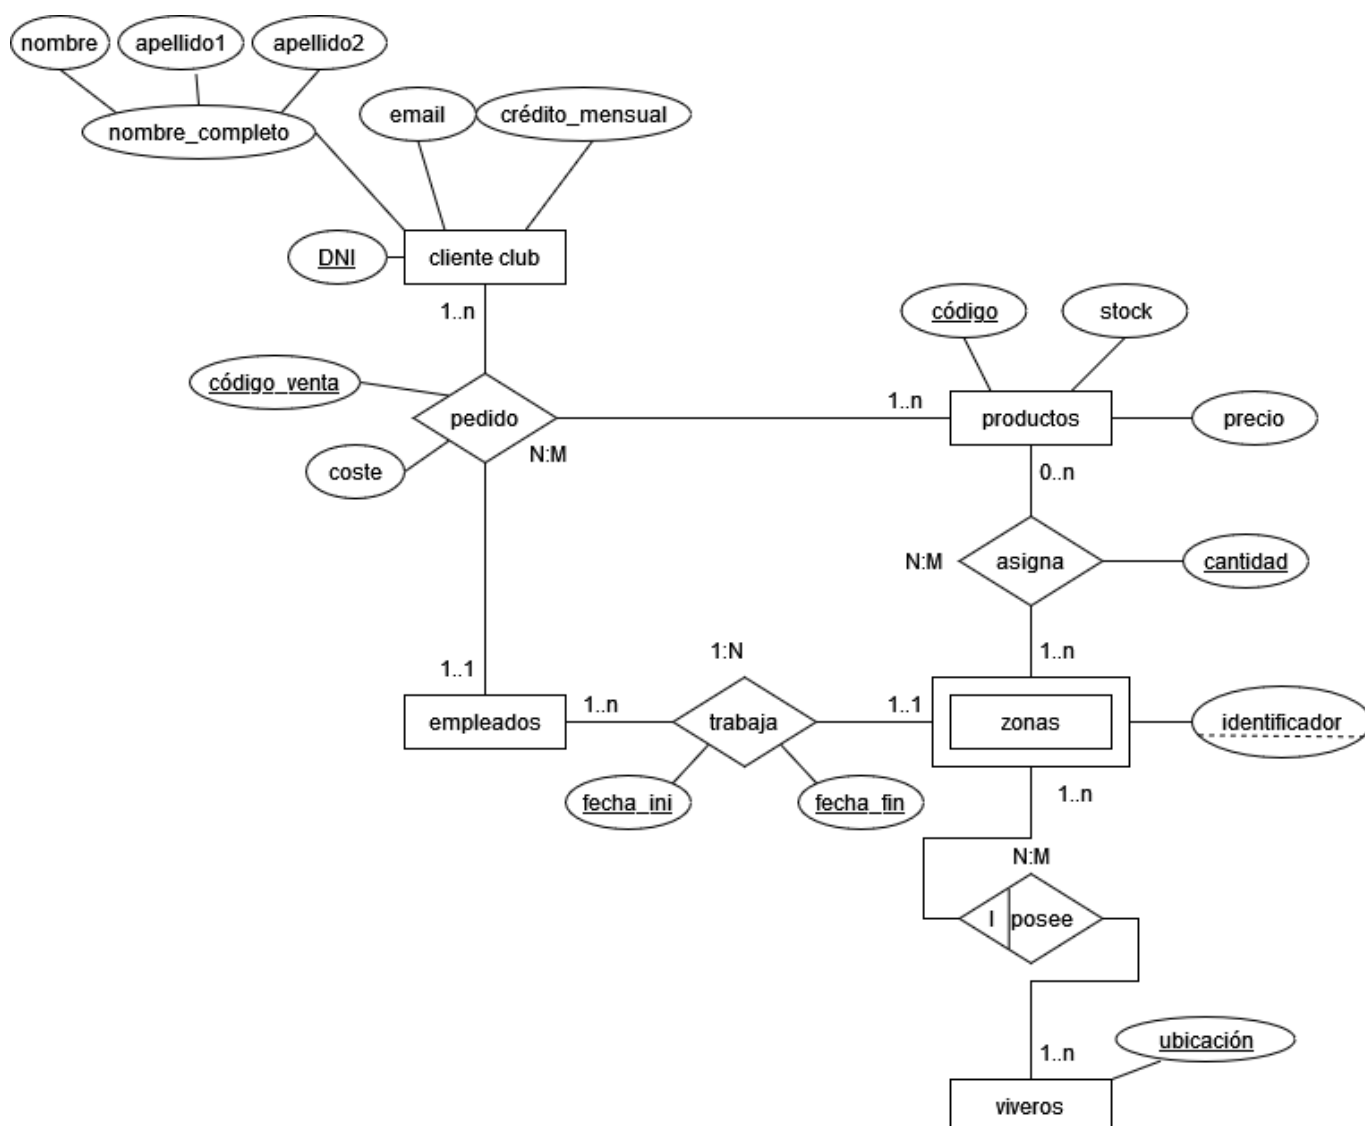 nombre
apellido1
apellido2
nombre_completo
email
crédito_mensual
DNI
cliente club
1..n
código
stock
código_venta
pedido
1..n
productos
precio
N:M
coste
0..n
N:M
asigna
cantidad
1..1
1:N
1..n
empleados
1..n
trabaja
1..1
zonas
identificador
fecha_ini
fecha_fin
1..n
N:M
I
posee
1..n
ubicación
viveros